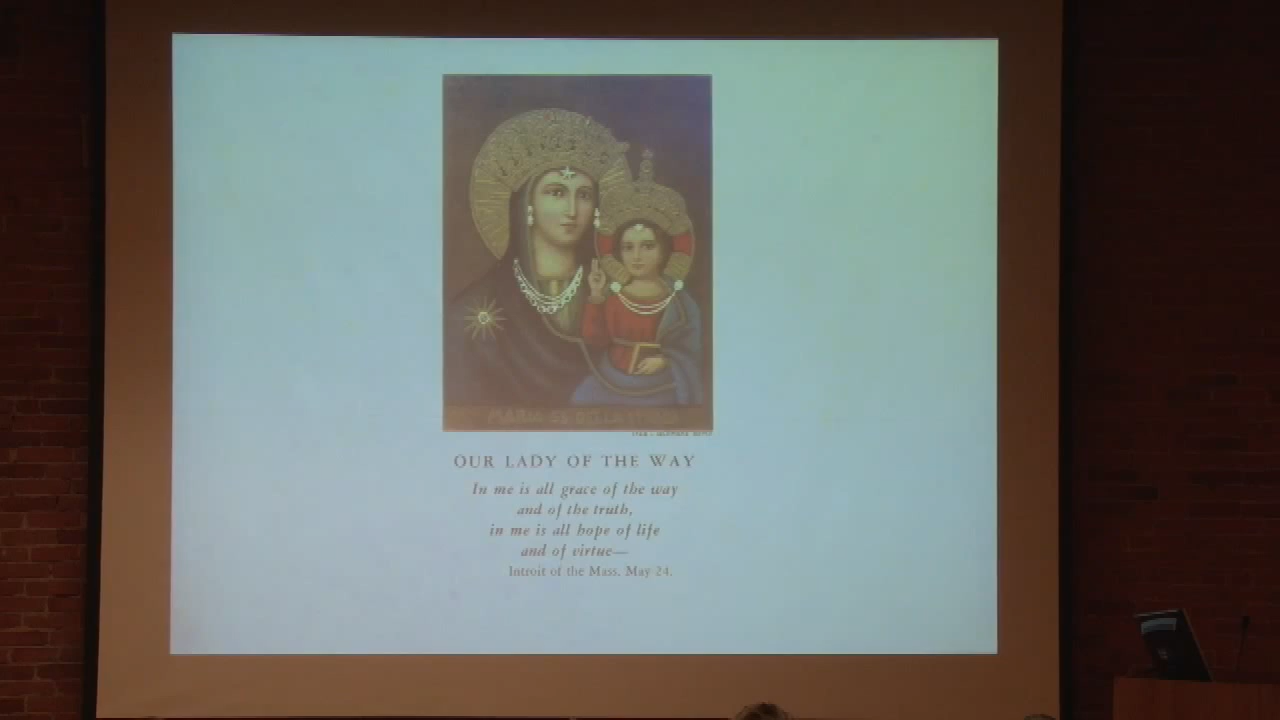 MARIA
OUR LADY OF THE WAY
In me is all grace of the way
and of the truth,
in me is all hope of life
and of virtue—
Introit of the Mass, May 24.